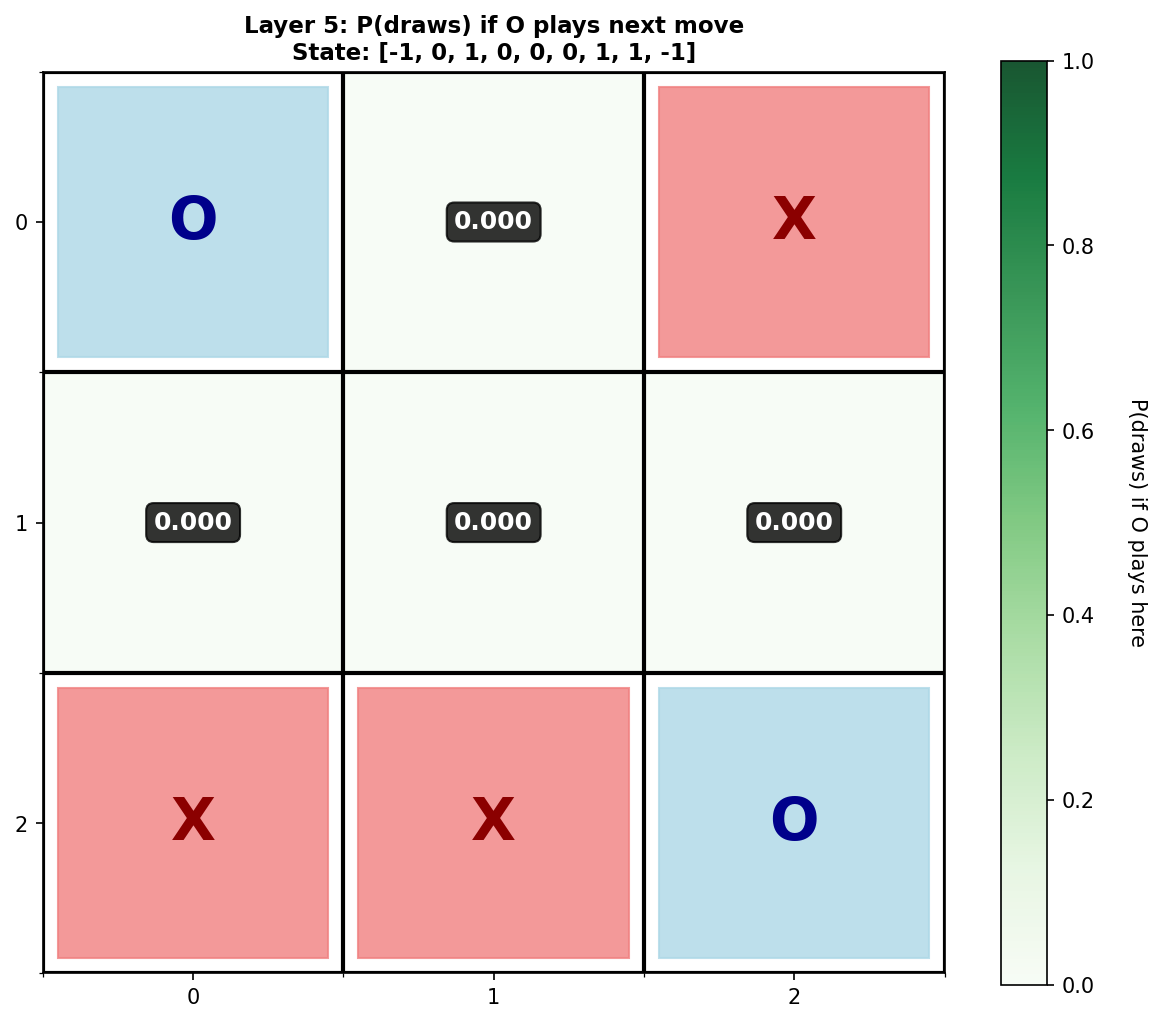 Layer 5: P(draws) if O plays next move
State: [-1, 0, 1, 0, 0, 0, 1, 1, -1]
1.0
0.8
0.6
0.4
0.2
0.0
P(draws) if O plays here
0
O
0.000
X
1
0.000
0.000
0.000
2
X
X
O
0
1
2